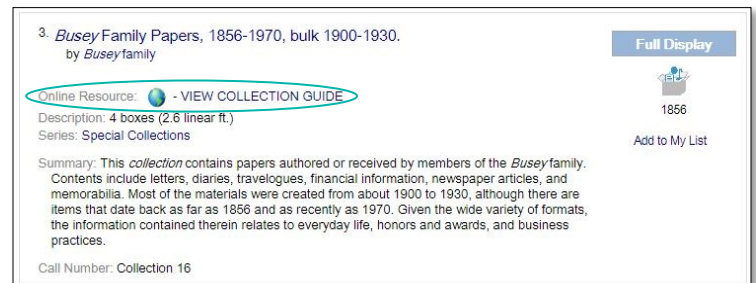 3. Busey Family Papers, 1856-1970, bulk 1900-1930.
by Busey family
Full Display
Online Resource: - VIEW COLLECTION GUIDE
1856
Description: 4 boxes (2.6 linear ft.)
Series: Special Collections
Add to My List
Summary: This collection contains papers authored or received by members of the Busey family.
Contents include letters, diaries, travelogues, financial information, newspaper articles, and
memorabilia. Most of the materials were created from about 1900 to 1930, although there are
items that date back as far as 1856 and as recently as 1970. Given the wide variety of formats,
the information contained therein relates to everyday life, honors and awards, and business
practices.
Call Number: Collection 16